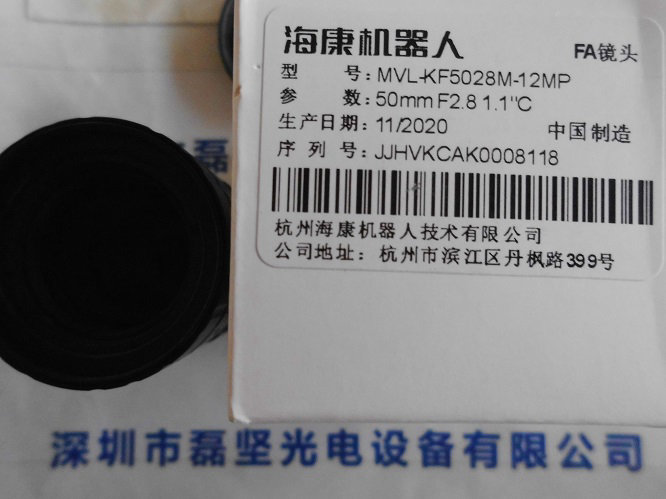 海康机器人
FA镜头
型 号: MVL-KF5028M-12MP
参 数: 50mm F2.8 1.1"C
生产日期: 11/2020 中国制造
序 列 号: JJHVKCAK0008118
杭州海康机器人技术有限公司
公司地址: 杭州市滨江区丹枫路399号
磊
深圳市磊坚光电设备有限公司